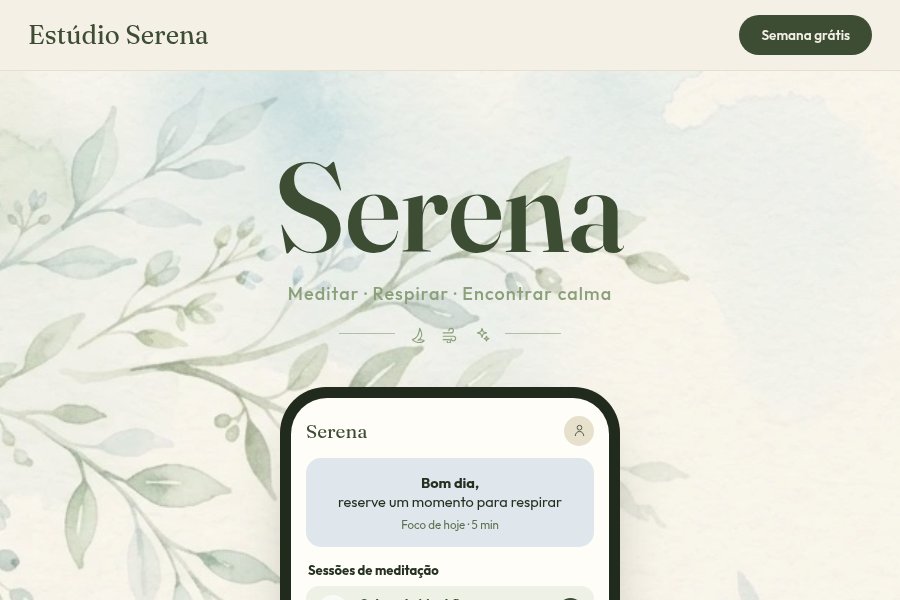 Estúdio Serena
Semana grátis
Serena
Meditar · Respirar · Encontrar calma
Serena
Bom dia,
reserve um momento para respirar
Foco de hoje · 5 min
Sessões de meditação